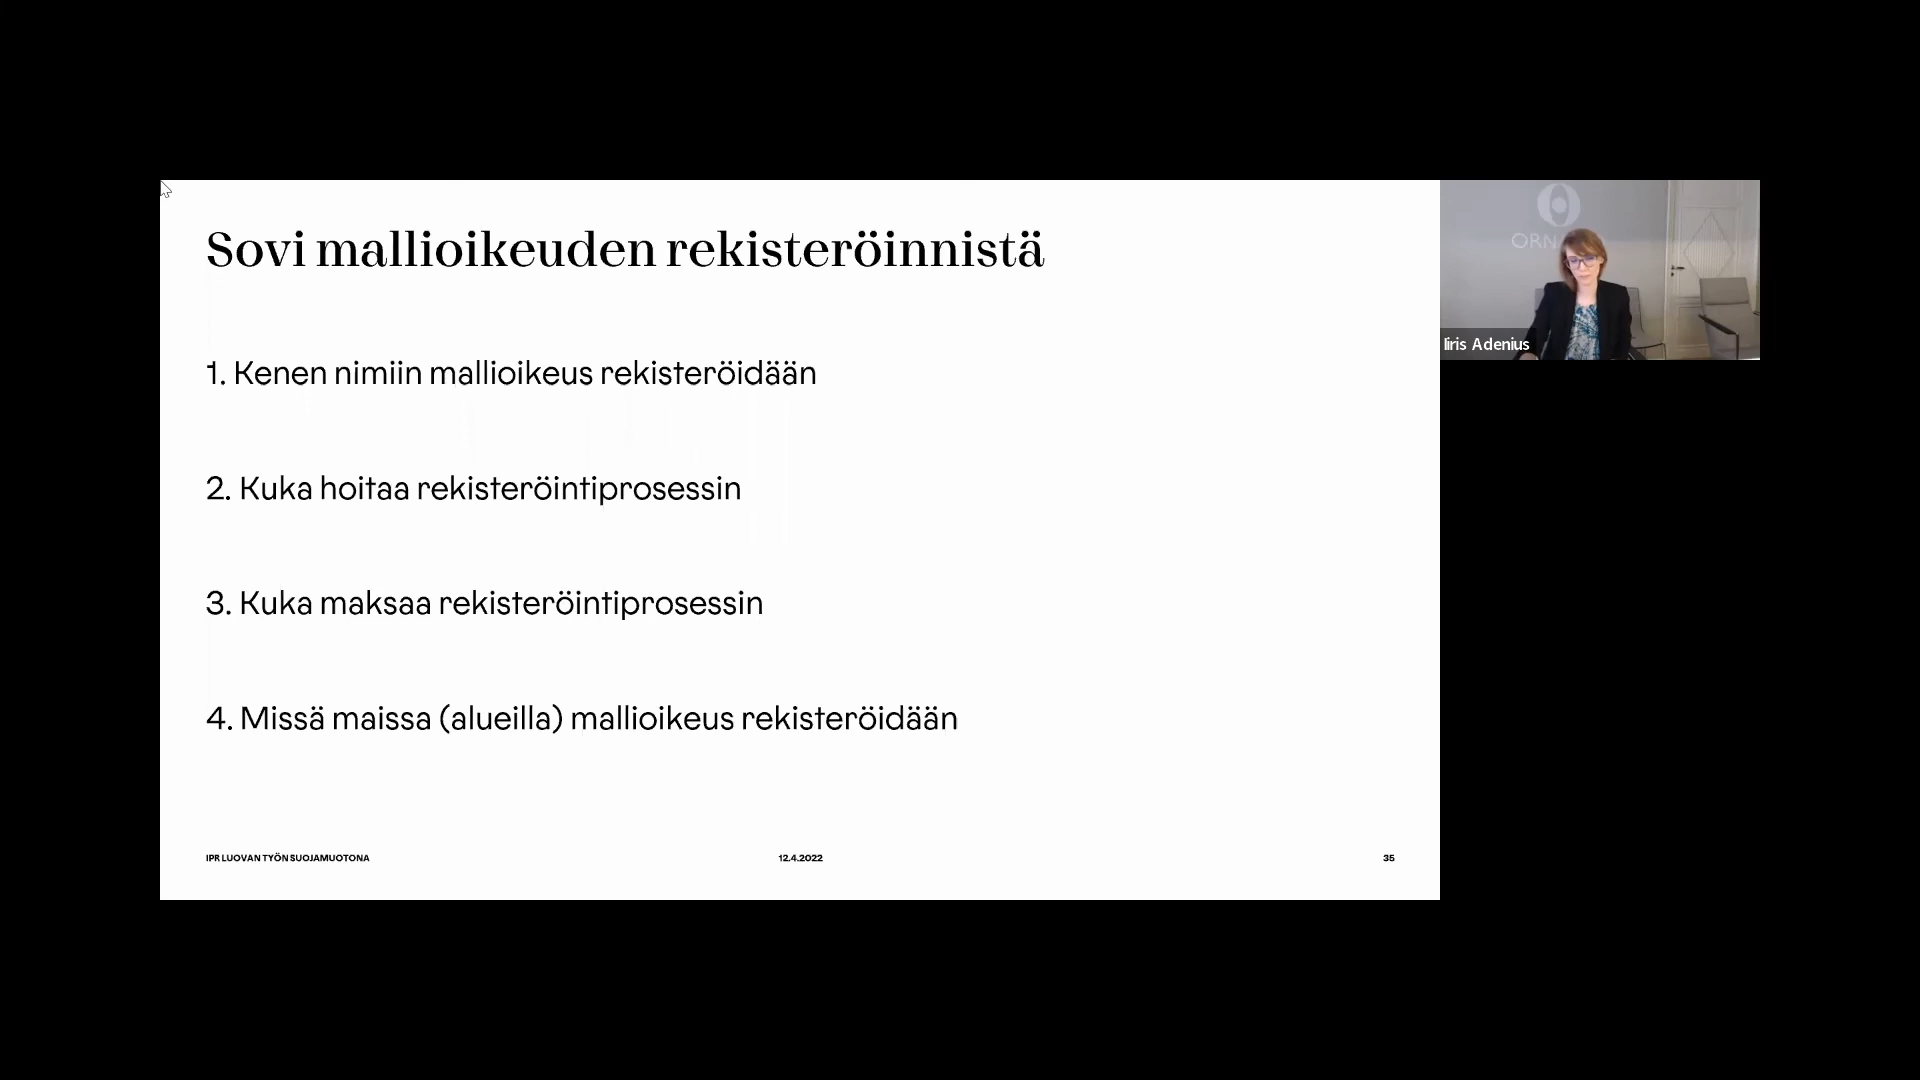 Sovi mallioikeuden rekisteröinnistä
1. Kenen nimiin mallioikeus rekisteröidään
2. Kuka hoitaa rekisteröintiprosessin
3. Kuka maksaa rekisteröintiprosessin
4. Missä maissa (alueilla) mallioikeus rekisteröidään
IPR LUOVAN TYÖN SUOJAMUOTONA
12.4.2022
35
Iiris Adenius